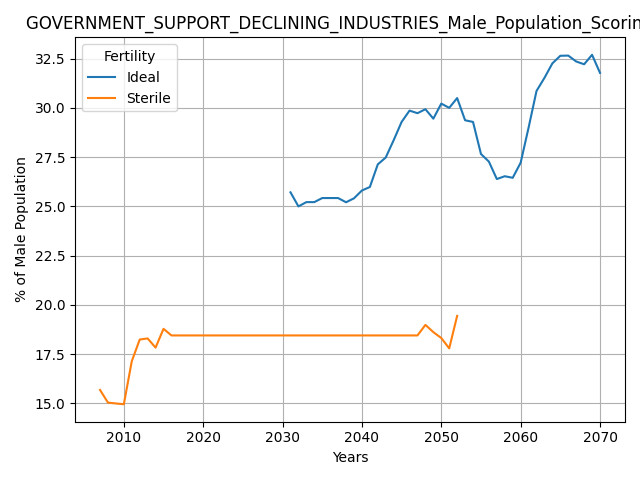 GOVERNMENT_SUPPORT_DECLINING_INDUSTRIES_Male_Population_Scorin
Fertility
Ideal
Sterile
% of Male Population
32.5
30.0
27.5
25.0
22.5
20.0
17.5
15.0
2010 2020 2030 2040 2050 2060 2070
Years